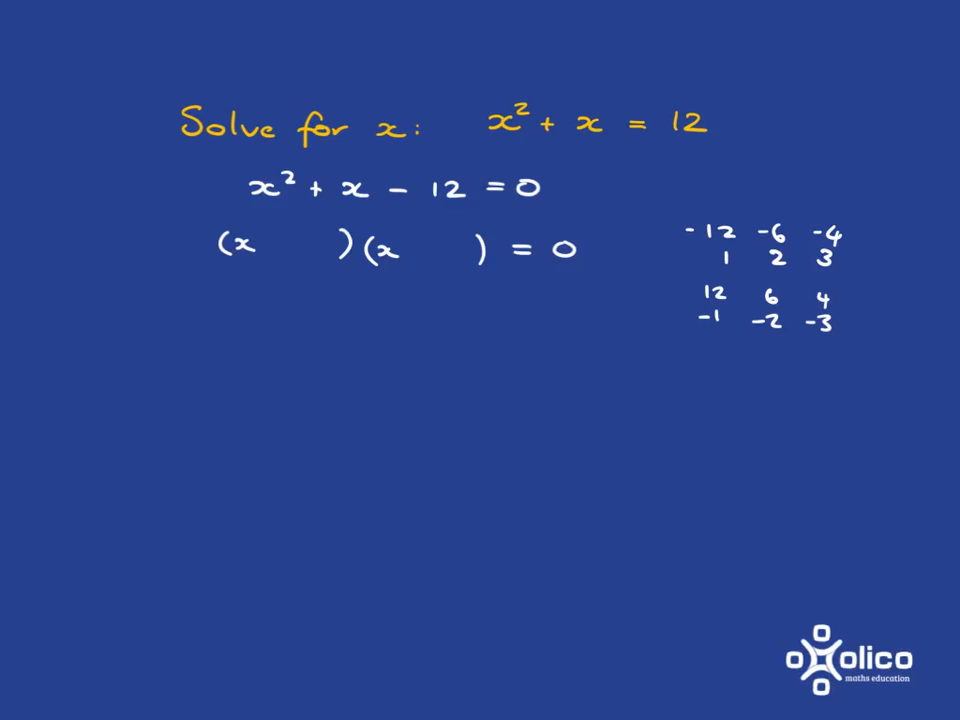 Solve for x: x² + x = 12
x² + x - 12 = 0
(x )(x ) = 0
-12 -6 -4
1 2 3
12 6 4
-1 -2 -3
olico
maths education